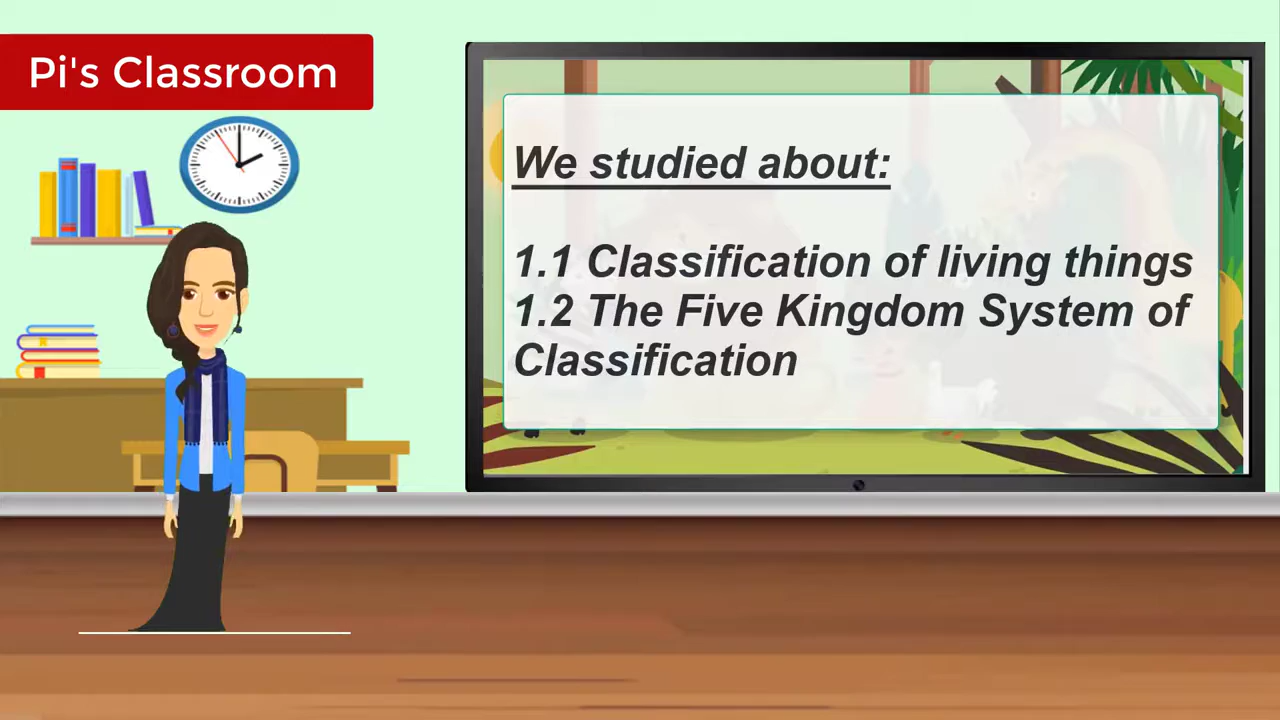 Pi's Classroom
We studied about:
1.1 Classification of living things
1.2 The Five Kingdom System of
Classification